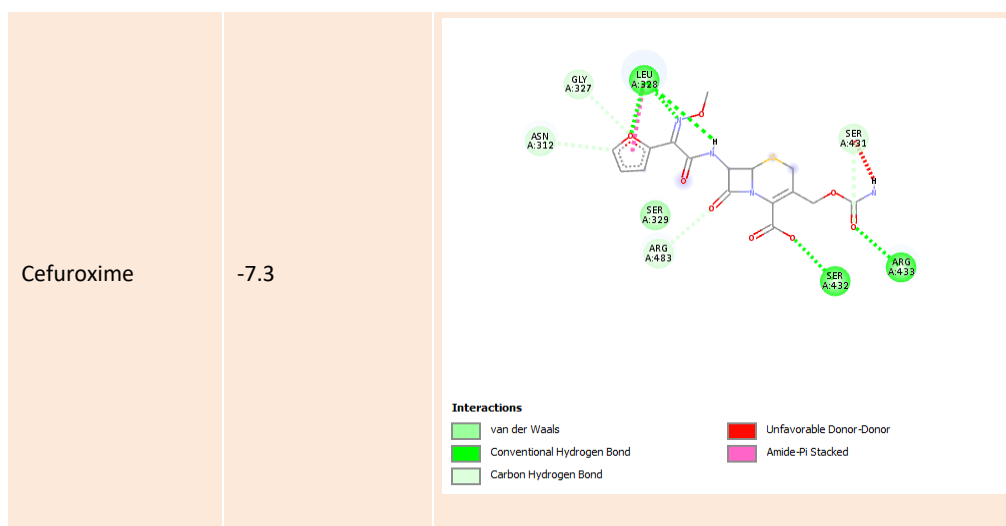 Cefuroxime
-7.3
GLY
A:327
LEU
A:328
ASN
A:312
SER
A:431
SER
A:329
ARG
A:483
SER
A:432
ARG
A:433
N
O
H
N
O
O
O
N
O
O
O
O
H
N
O
Interactions
van der Waals
Conventional Hydrogen Bond
Carbon Hydrogen Bond
Unfavorable Donor-Donor
Amide-Pi Stacked